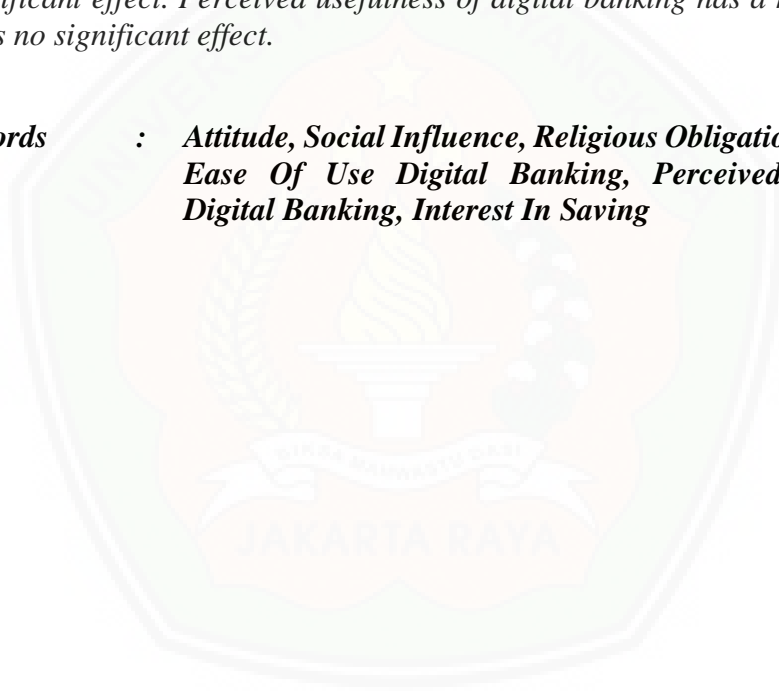 ificant effect. Perceived usefulness of digital banking has a
s no significant effect.
ords : Attitude, Social Influence, Religious Obligatio
Ease Of Use Digital Banking, Perceived
Digital Banking, Interest In Saving
JAKARTA RAYA